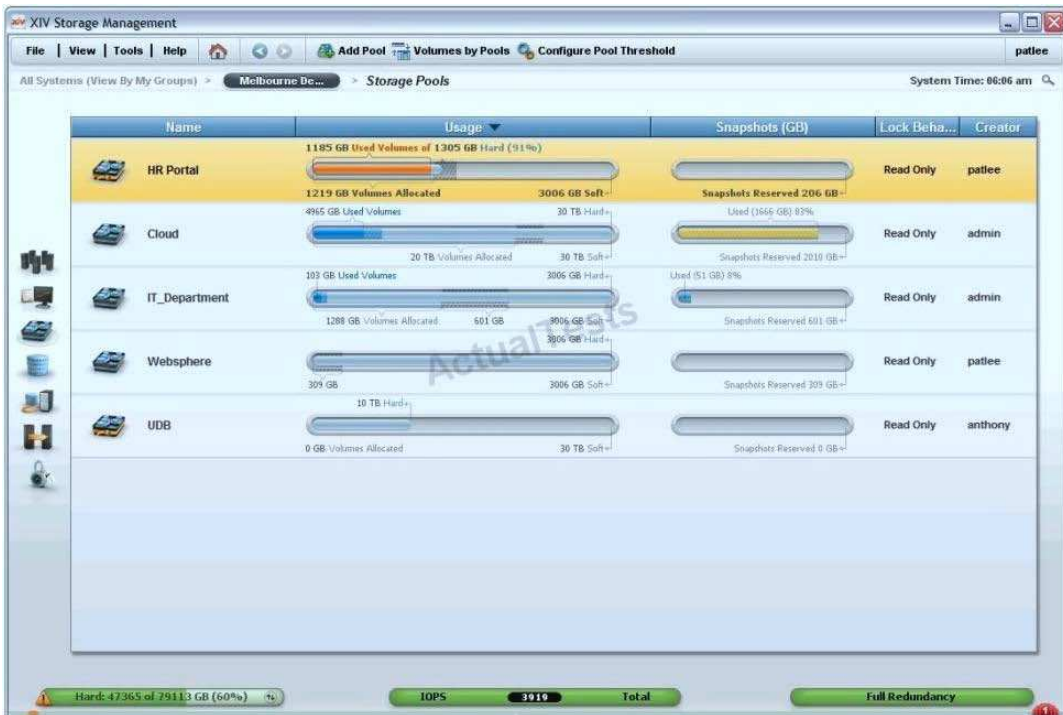 XIV XIV Storage Management
File | View | Tools | Help Add Pool Volumes by Pools Configure Pool Threshold patlee
All Systems (View By My Groups) > Melbourne De... > Storage Pools System Time: 06:06 am
Name Usage Snapshots (GB) Lock Beha... Creator
1185 GB Used Volumes of 1305 GB Hard (91%)
HR Portal Read Only patlee
1219 GB Volumes Allocated 3006 GB Soft Snapshots Reserved 206 GB
4965 GB Used Volumes 30 TB Hard Used (1666 GB) 83%
Cloud Read Only admin
20 TB Volumes Allocated 30 TB Soft Snapshots Reserved 2010 GB
103 GB Used Volumes 3006 GB Hard Used (51 GB) 8%
IT_Department Read Only admin
1288 GB Volumes Allocated 601 GB 3006 GB Soft Snapshots Reserved 601 GB
3006 GB Hard
Websphere Read Only patlee
309 GB 3006 GB Soft Snapshots Reserved 309 GB
ActualTests
10 TB Hard
UDB Read Only anthony
0 GB Volumes Allocated 30 TB Soft Snapshots Reserved 0 GB
Hard: 47365 of 79113 GB (60%) IOPS 3919 Total Full Redundancy
1